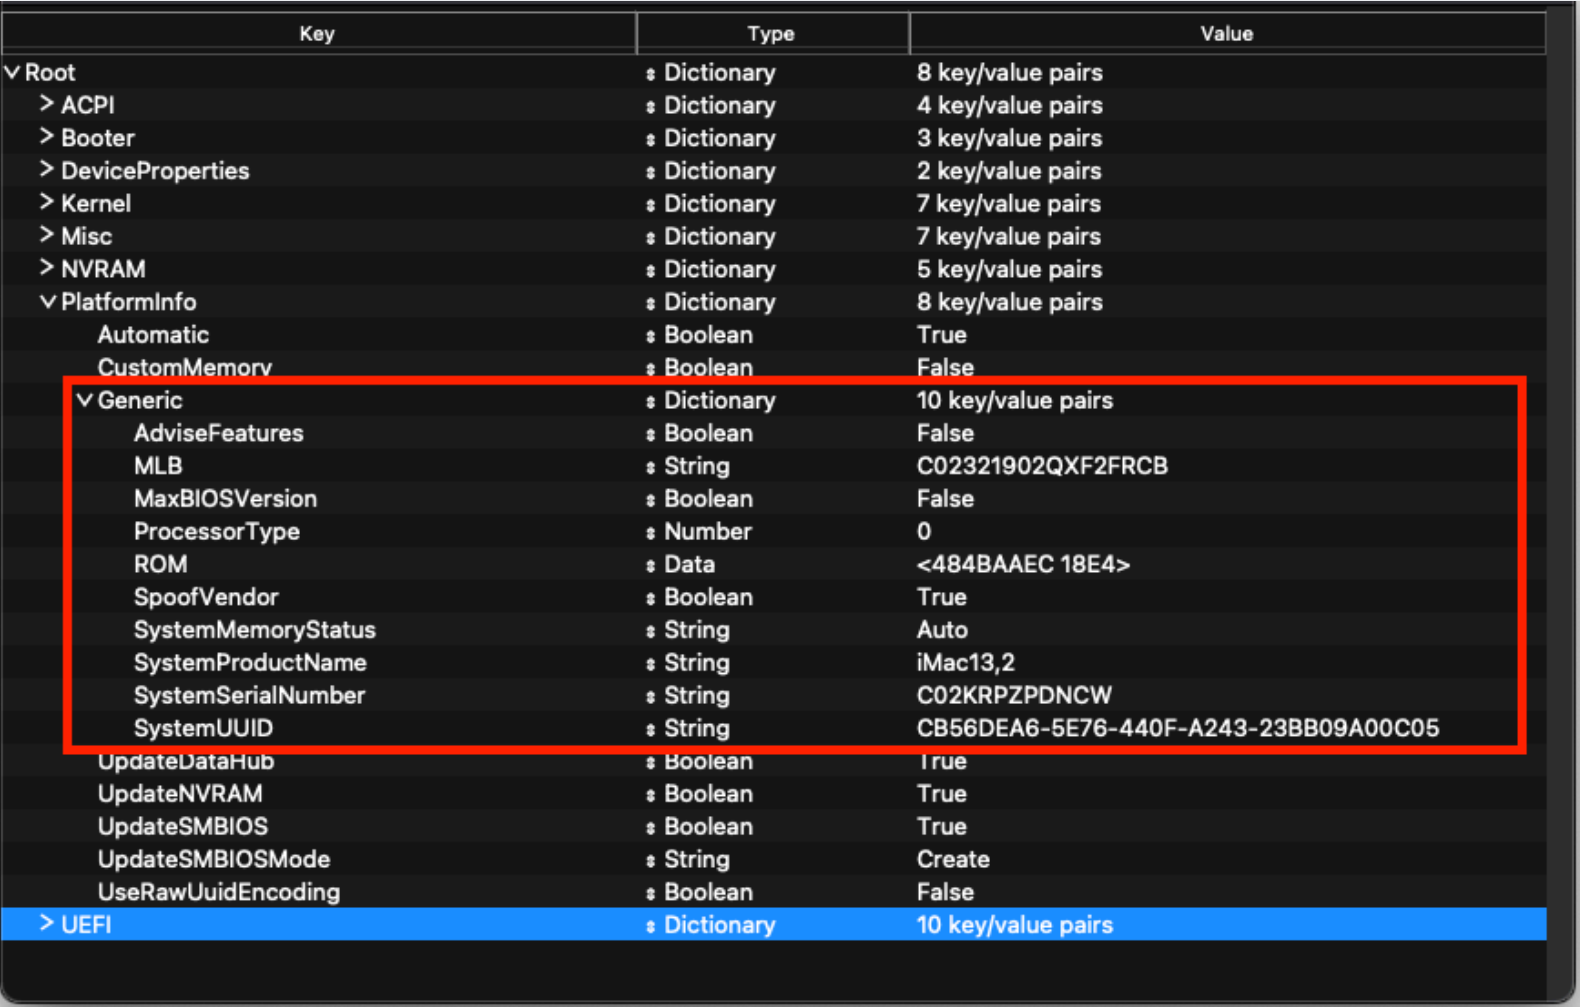 Key Type Value
Root Dictionary 8 key/value pairs
ACPI Dictionary 4 key/value pairs
Booter Dictionary 3 key/value pairs
DeviceProperties Dictionary 2 key/value pairs
Kernel Dictionary 7 key/value pairs
Misc Dictionary 7 key/value pairs
NVRAM Dictionary 5 key/value pairs
PlatformInfo Dictionary 8 key/value pairs
Automatic Boolean True
CustomMemory Boolean False
Generic Dictionary 10 key/value pairs
AdviseFeatures Boolean False
MLB String C02321902QXF2FRCB
MaxBIOSVersion Boolean False
ProcessorType Number 0
ROM Data <484BAAEC 18E4>
SpoofVendor Boolean True
SystemMemoryStatus String Auto
SystemProductName String iMac13,2
SystemSerialNumber String C02KRPZPDNCW
SystemUUID String CB56DEA6-5E76-440F-A243-23BB09A00C05
UpdateDataHub Boolean True
UpdateNVRAM Boolean True
UpdateSMBIOS Boolean True
UpdateSMBIOSMode String Create
UseRawUuidEncoding Boolean False
UEFI Dictionary 10 key/value pairs